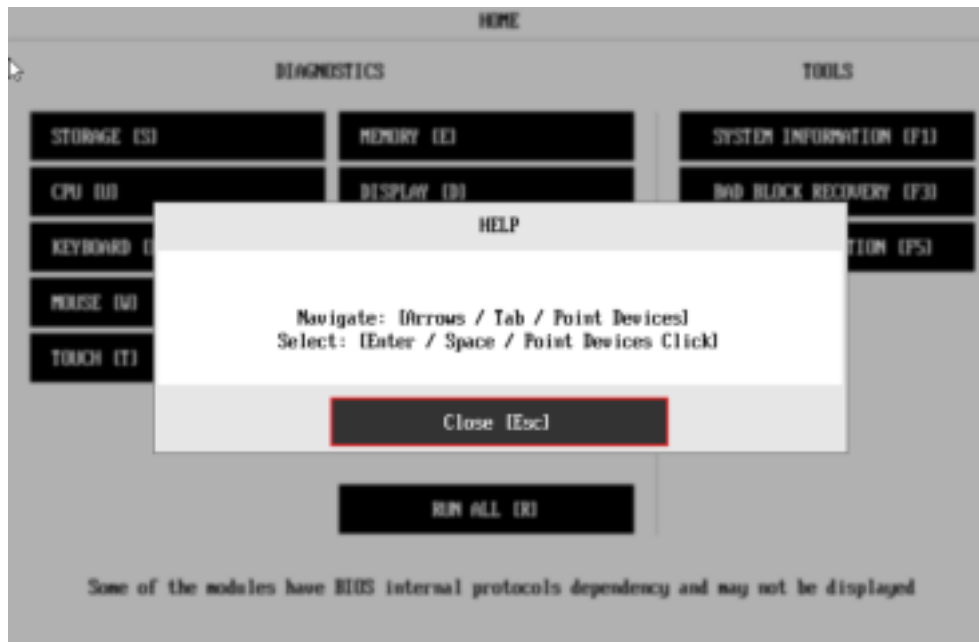 HOME
DIAGNOSTICS
TOOLS
STORAGE [S]
MEMORY [E]
SYSTEM INFORMATION [F1]
CPU [U]
DISPLAY [D]
BAD BLOCK RECOVERY [F3]
HELP
KEYBOARD
[F5]
Navigate: [Arrows / Tab / Point Devices]
Select: [Enter / Space / Point Devices Click]
MOUSE [W]
TOUCH [T]
Close [Esc]
RUN ALL [R]
Some of the modules have BIOS internal protocols dependency and may not be displayed